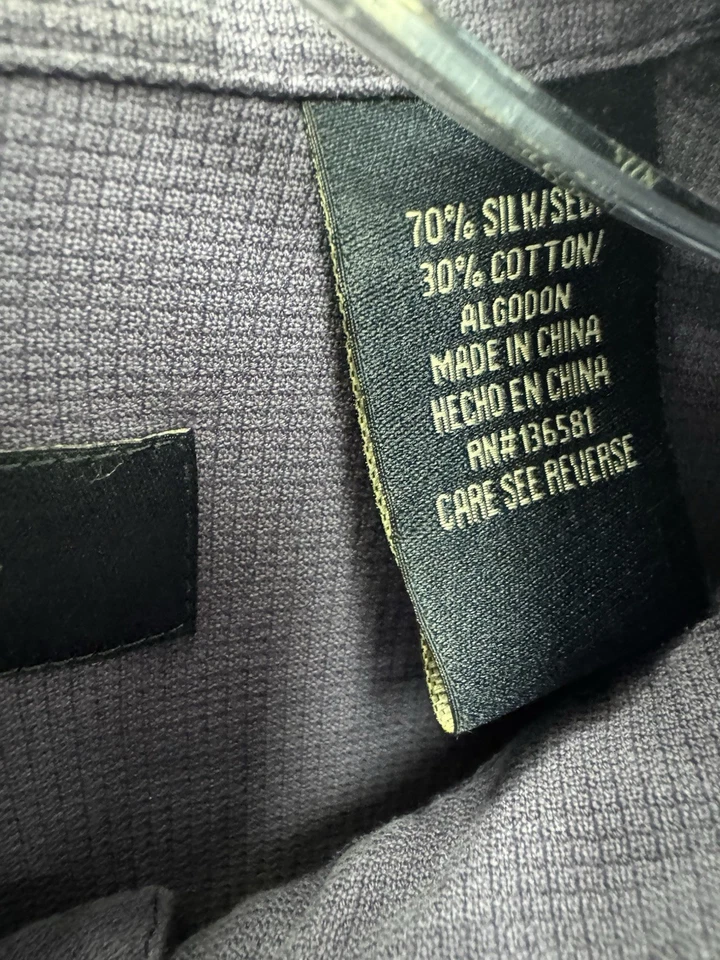 70% SILK/
30% COTTON/
ALGODON
MADE IN CHINA
HECHO EN CHINA
RN#136581
CARE SEE REVERSE